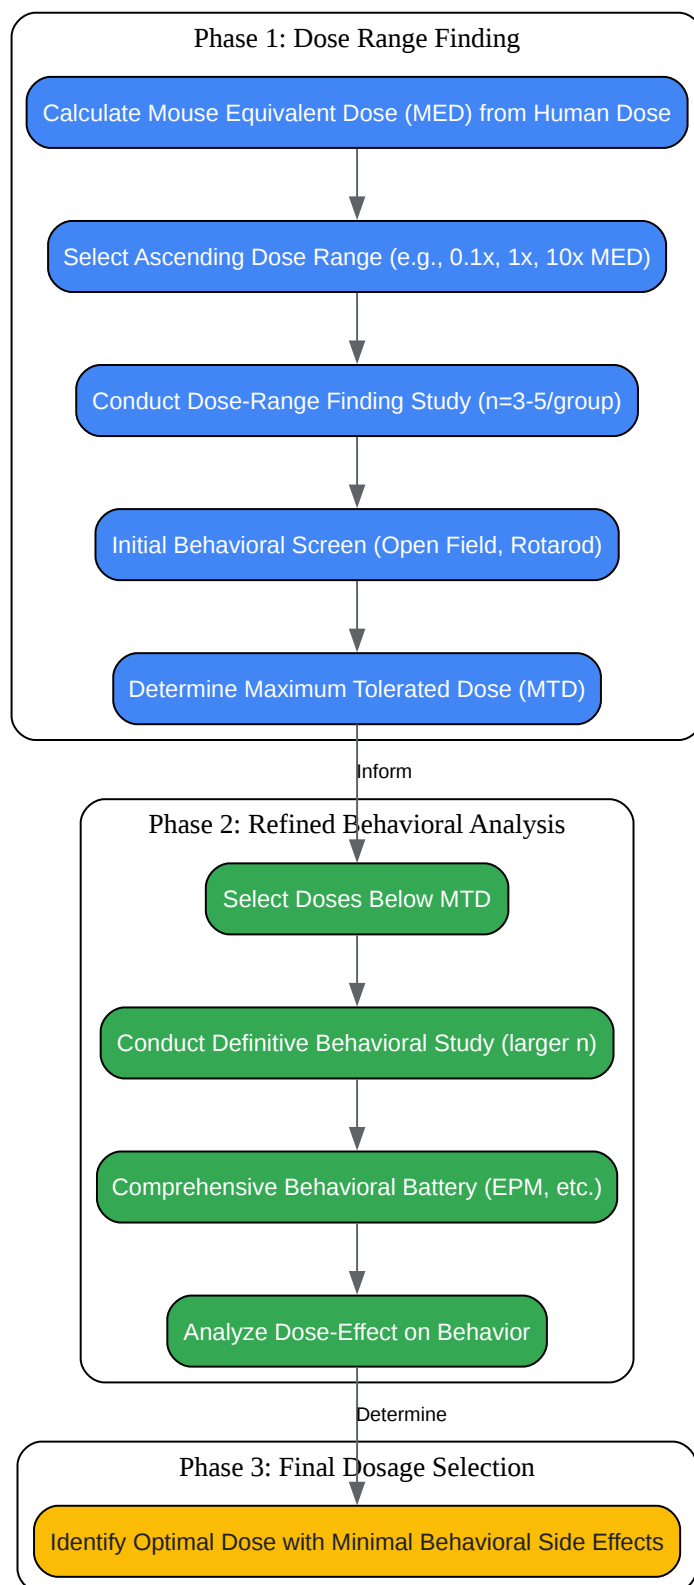 Phase 1: Dose Range Finding
Calculate Mouse Equivalent Dose (MED) from Human Dose
Select Ascending Dose Range (e.g., 0.1x, 1x, 10x MED)
Conduct Dose-Range Finding Study (n=3-5/group)
Initial Behavioral Screen (Open Field, Rotarod)
Determine Maximum Tolerated Dose (MTD)
Inform
Phase 2: Refined Behavioral Analysis
Select Doses Below MTD
Conduct Definitive Behavioral Study (larger n)
Comprehensive Behavioral Battery (EPM, etc.)
Analyze Dose-Effect on Behavior
Determine
Phase 3: Final Dosage Selection
Identify Optimal Dose with Minimal Behavioral Side Effects